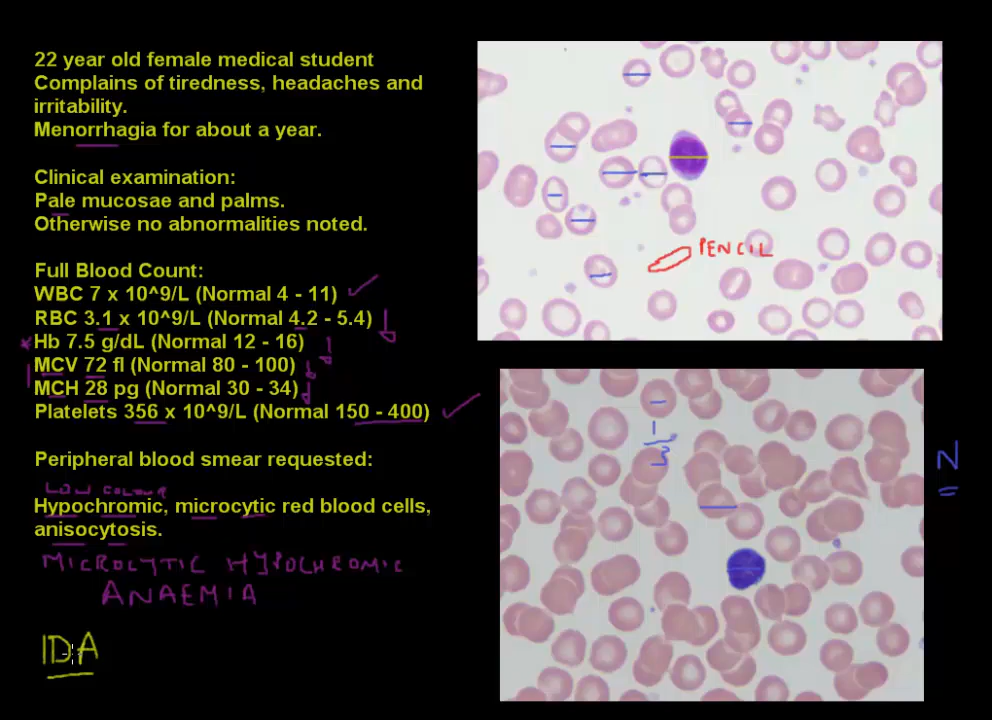 22 year old female medical student
Complains of tiredness, headaches and
irritability.
Menorrhagia for about a year.
Clinical examination:
Pale mucosae and palms.
Otherwise no abnormalities noted.
Full Blood Count:
WBC 7 x 10^9/L (Normal 4 - 11)
RBC 3.1 x 10^9/L (Normal 4.2 - 5.4)
* Hb 7.5 g/dL (Normal 12 - 16)
MCV 72 fl (Normal 80 - 100)
MCH 28 pg (Normal 30 - 34)
Platelets 356 x 10^9/L (Normal 150 - 400)
Peripheral blood smear requested:
LOW COLOUR
Hypochromic, microcytic red blood cells,
anisocytosis.
MICROCYTIC HYPOCHROMIC
ANAEMIA
IDA
PENCIL
1/3
N